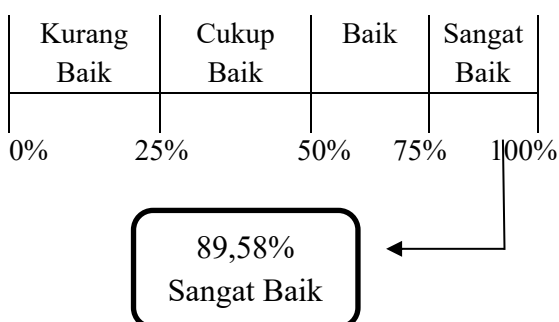 Kurang Cukup Baik Sangat
Baik Baik Baik
0% 25% 50% 75% 100%
89,58%
Sangat Baik